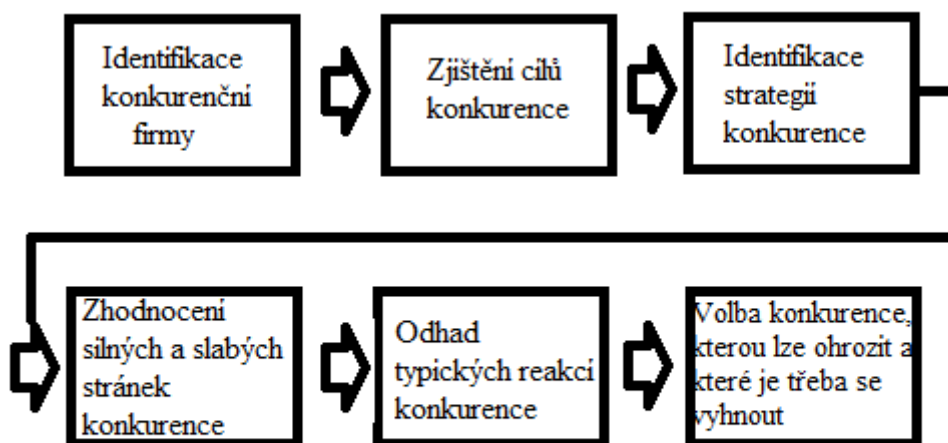 Identifikace
konkurenční
firmy
Zjištění cílů
konkurence
Identifikace
strategií
konkurence
Zhodnocení
silných a slabých
stránek
konkurence
Odhad
typických reakcí
konkurence
Volba konkurence,
kterou lze ohrozit a
které je třeba se
vyhnout